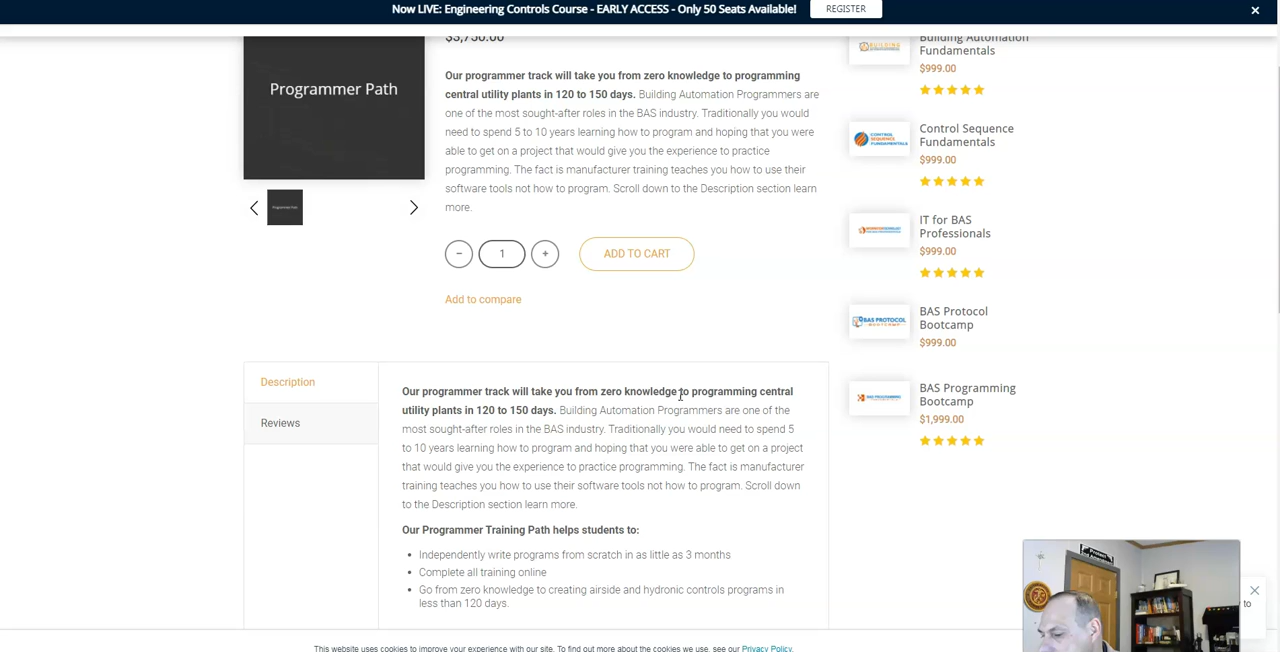 Now LIVE: Engineering Controls Course - EARLY ACCESS - Only 50 Seats Available!
REGISTER
Programmer Path
$3,750.00
Our programmer track will take you from zero knowledge to programming
central utility plants in 120 to 150 days. Building Automation Programmers are
one of the most sought-after roles in the BAS industry. Traditionally you would
need to spend 5 to 10 years learning how to program and hoping that you were
able to get on a project that would give you the experience to practice
programming. The fact is manufacturer training teaches you how to use their
software tools not how to program. Scroll down to the Description section learn
more.
Programmer Path
1
ADD TO CART
Add to compare
Building Automation
Fundamentals
$999.00
CONTROL
SEQUENCE
FUNDAMENTALS
Control Sequence
Fundamentals
$999.00
IT for BAS
Professionals
$999.00
BAS PROTOCOL
BOOTCAMP
BAS Protocol
Bootcamp
$999.00
BAS PROGRAMMING
BAS Programming
Bootcamp
$1,999.00
Description
Reviews
Our programmer track will take you from zero knowledge to programming central
utility plants in 120 to 150 days. Building Automation Programmers are one of the
most sought-after roles in the BAS industry. Traditionally you would need to spend 5
to 10 years learning how to program and hoping that you were able to get on a project
that would give you the experience to practice programming. The fact is manufacturer
training teaches you how to use their software tools not how to program. Scroll down
to the Description section learn more.
Our Programmer Training Path helps students to:
Independently write programs from scratch in as little as 3 months
Complete all training online
Go from zero knowledge to creating airside and hydronic controls programs in
less than 120 days.
Protect
to
This website uses cookies to improve your experience with our site. To find out more about the cookies we use, see our Privacy Policy.